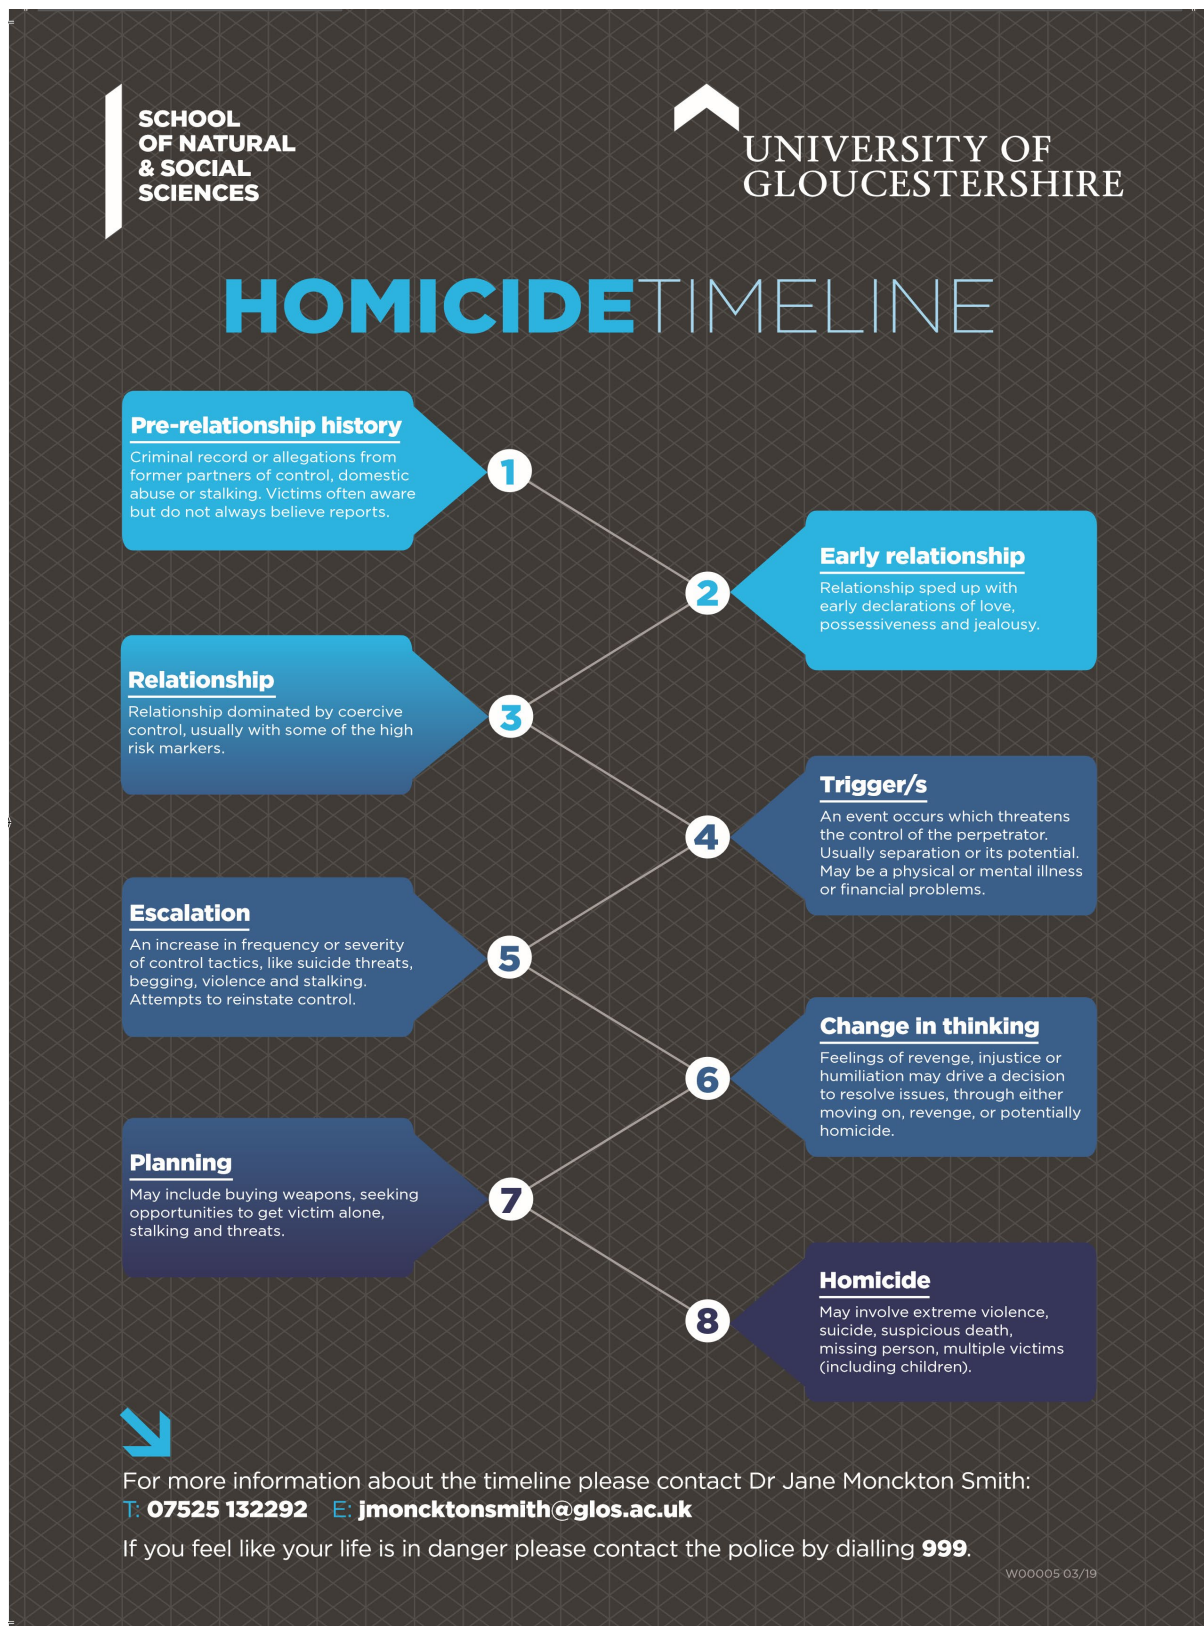 SCHOOL
OF NATURAL
& SOCIAL
SCIENCES
UNIVERSITY OF
GLOUCESTERSHIRE
HOMICIDETIMELINE
Pre-relationship history
Criminal record or allegations from
former partners of control, domestic
abuse or stalking. Victims often aware
but do not always believe reports.
1
Early relationship
Relationship sped up with
early declarations of love,
possessiveness and jealousy.
2
Relationship
Relationship dominated by coercive
control, usually with some of the high
risk markers.
3
Trigger/s
An event occurs which threatens
the control of the perpetrator.
Usually separation or its potential.
May be a physical or mental illness
or financial problems.
4
Escalation
An increase in frequency or severity
of control tactics, like suicide threats,
begging, violence and stalking.
Attempts to reinstate control.
5
Change in thinking
Feelings of revenge, injustice or
humiliation may drive a decision
to resolve issues, through either
moving on, revenge, or potentially
homicide.
6
Planning
May include buying weapons, seeking
opportunities to get victim alone,
stalking and threats.
7
Homicide
May involve extreme violence,
suicide, suspicious death,
missing person, multiple victims
(including children).
8
For more information about the timeline please contact Dr Jane Monckton Smith:
T: 07525 132292 E: jmoncktonsmith@glos.ac.uk
If you feel like your life is in danger please contact the police by dialling 999.
W00005 03/19